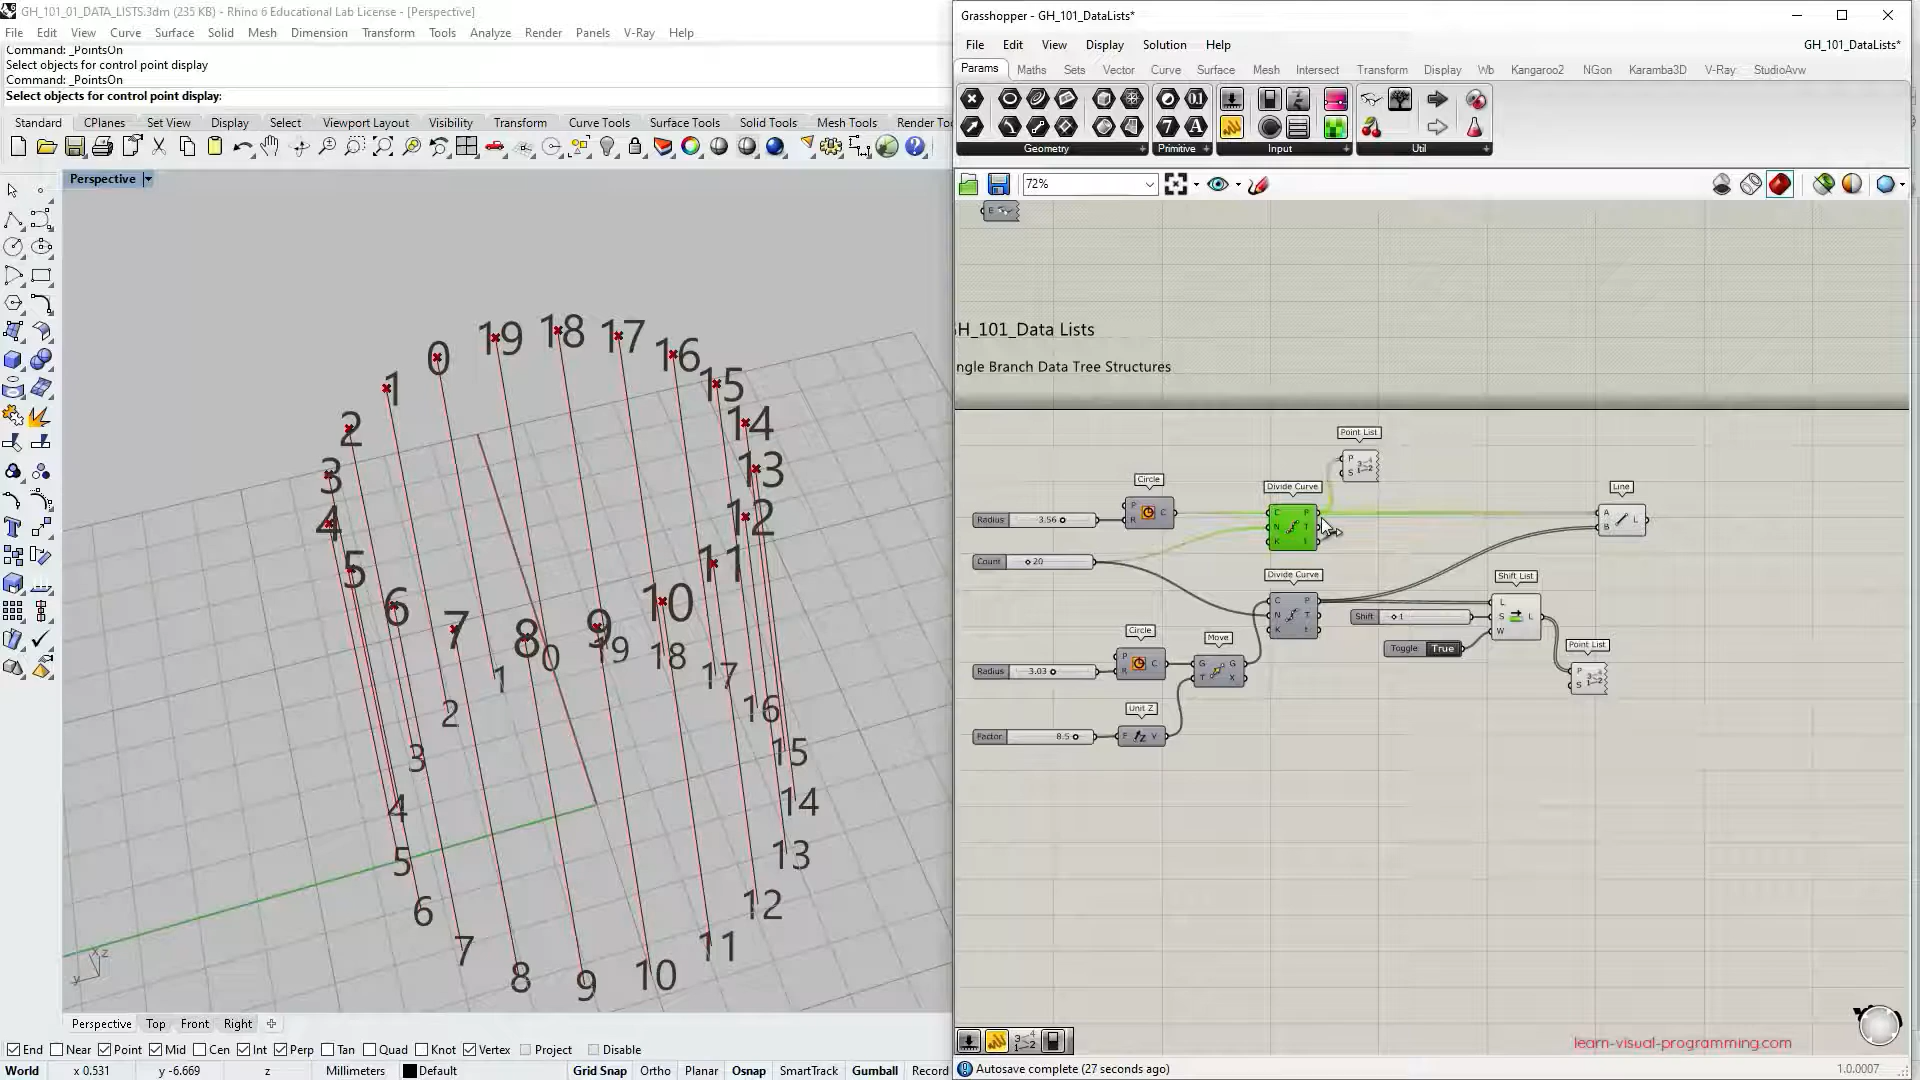 GH_101_01_DATA_LISTS.3dm (235 KB) - Rhino 6 Educational Lab License - [Perspective]
File Edit View Curve Surface Solid Mesh Dimension Transform Tools Analyze Render Panels V-Ray Help
Command: _PointsOn
Select objects for control point display
Command: _PointsOn
Select objects for control point display:
Standard CPlanes Set View Display Select Viewport Layout Visibility Transform Curve Tools Surface Tools Solid Tools Mesh Tools Render To
Perspective
19 18 17
0
16
1
15
2
14
3
13
4
12
5
11
6
10
7
9
8
19
0
18
1
17
2
16
3
15
4
14
5
13
6
12
7
11
8
10
9
z
x
y
Perspective Top Front Right
End Near Point Mid Cen Int Perp Tan Quad Knot Vertex Project Disable
World x 0.531 y -6.669 z Millimeters Default Grid Snap Ortho Planar Osnap SmartTrack Gumball Record
Grasshopper - GH_101_DataLists*
File Edit View Display Solution Help GH_101_DataLists*
Params Maths Sets Vector Curve Surface Mesh Intersect Transform Display Wb Kangaroo2 NGon Karamba3D V-Ray StudioAvw
Geometry Primitive Input Util
72%
E
GH_101_Data Lists
ngle Branch Data Tree Structures
Point List
P
S
Circle
P
R
C
Radius 3.56
Divide Curve
C P
N T
K t
Line
A
B
L
Count 20
Divide Curve
C P
N T
K t
Shift List
L
S L
W
Shift 1
Toggle True
Point List
P
S
Circle
P
R
C
Radius 3.03
Move
G G
T X
Unit Z
F V
Factor 8.5
learn-visual-programming.com
Autosave complete (27 seconds ago)
1.0.0007